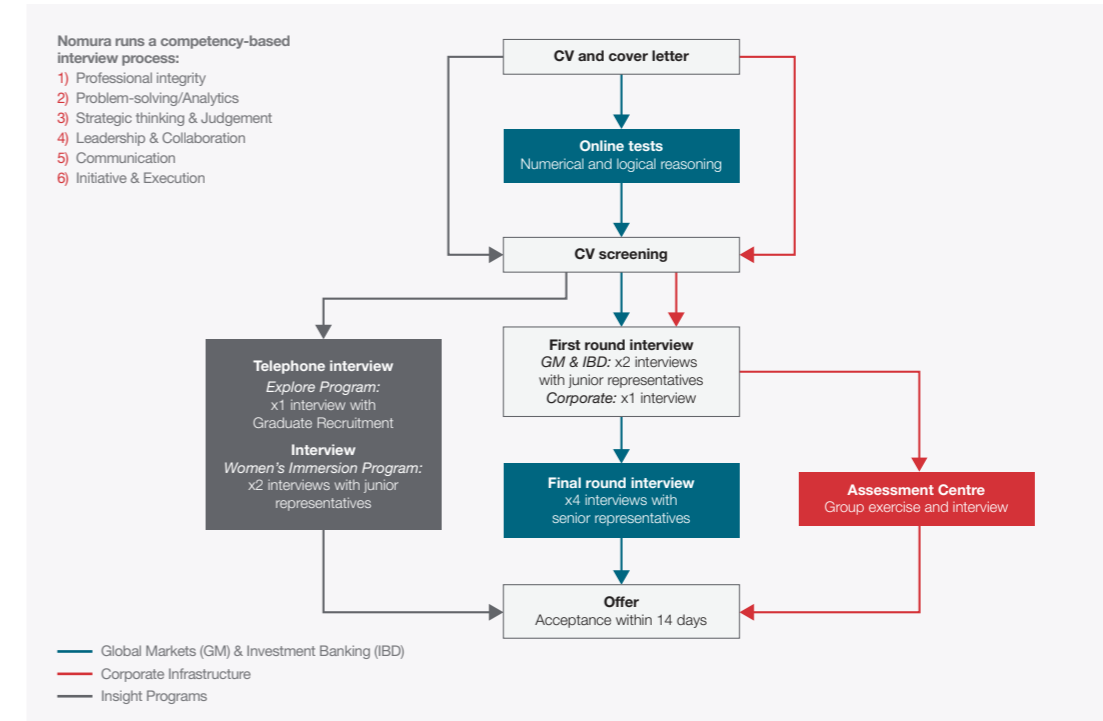 Nomura runs a competency-based
interview process:
1) Professional integrity
2) Problem-solving/Analytics
3) Strategic thinking & Judgement
4) Leadership & Collaboration
5) Communication
6) Initiative & Execution
CV and cover letter
Online tests
Numerical and logical reasoning
CV screening
Telephone interview
Explore Program:
x1 interview with
Graduate Recruitment
Interview
Women's Immersion Program:
x2 interviews with junior
representatives
First round interview
GM & IBD: x2 interviews
with junior representatives
Corporate: x1 interview
Final round interview
x4 interviews with
senior representatives
Assessment Centre
Group exercise and interview
Offer
Acceptance within 14 days
Global Markets (GM) & Investment Banking (IBD)
Corporate Infrastructure
Insight Programs